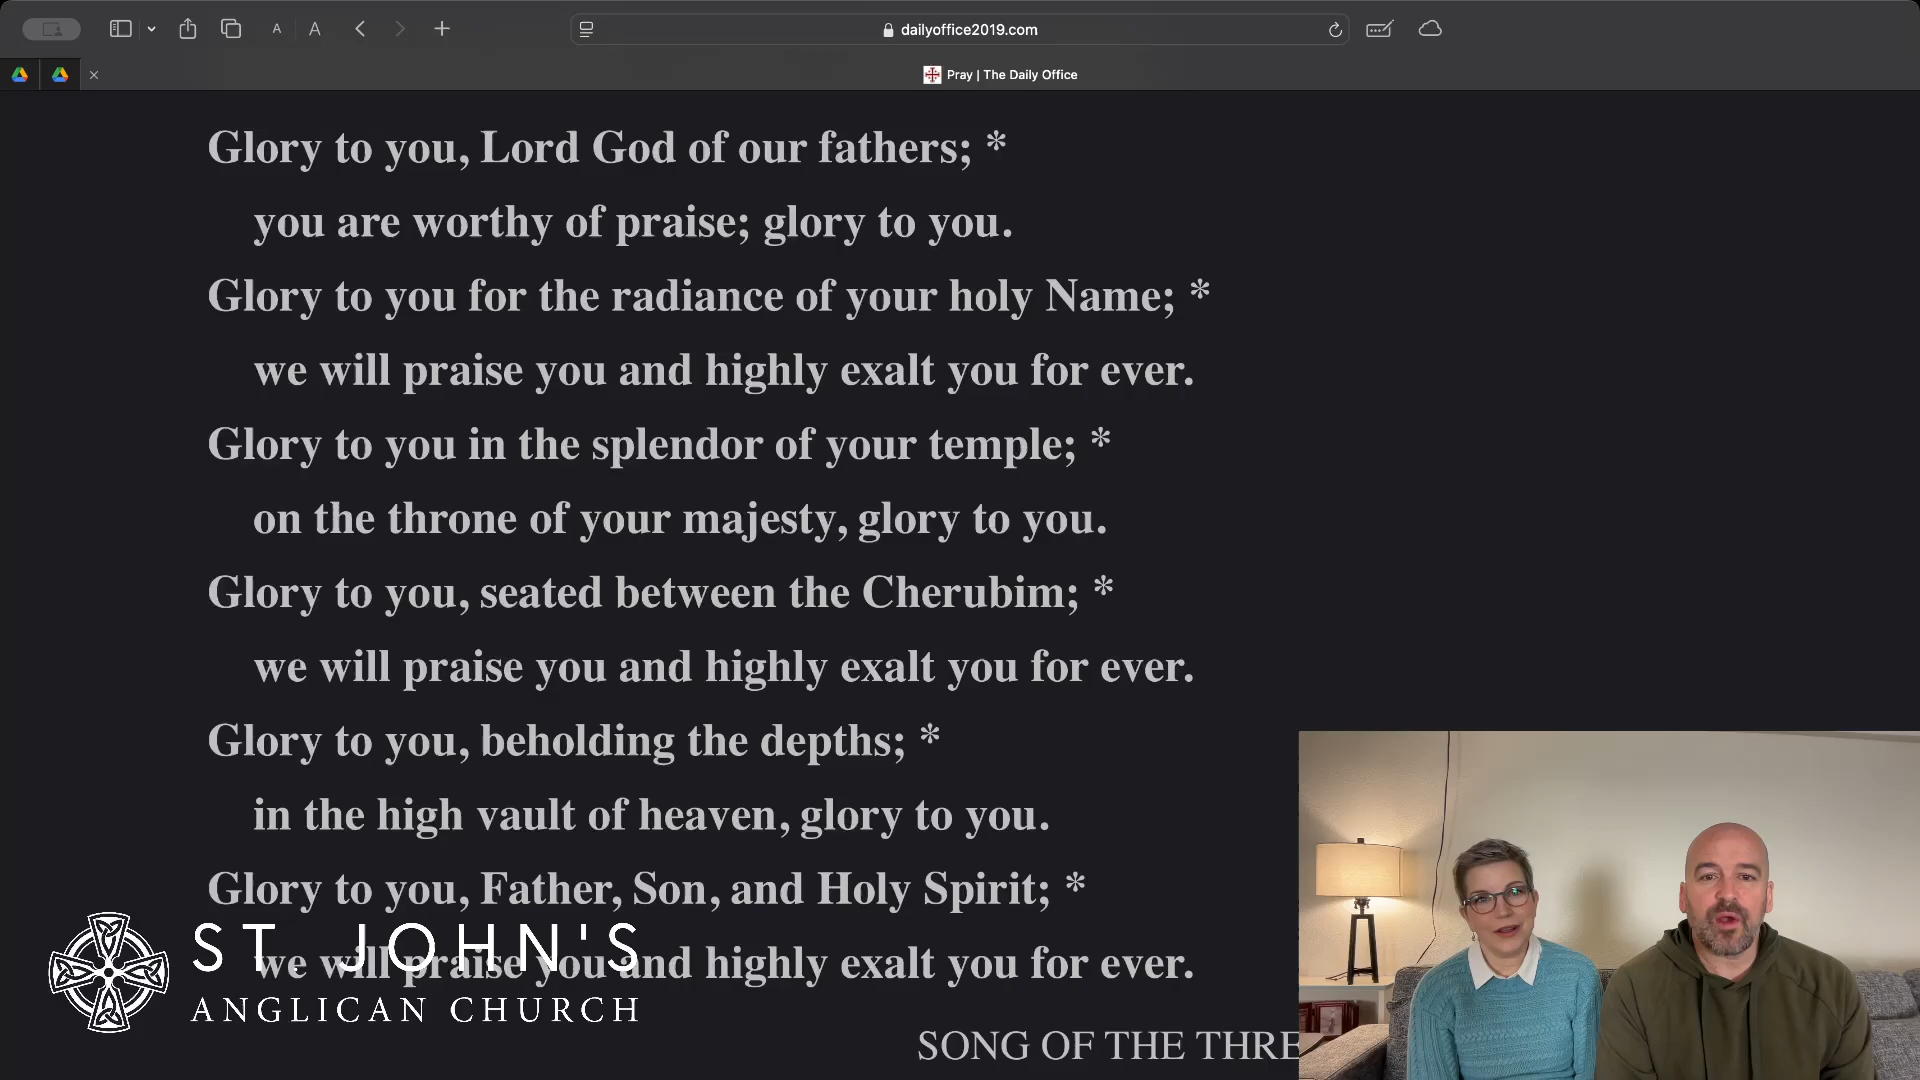 A A
dailyoffice2019.com
Pray | The Daily Office
Glory to you, Lord God of our fathers; *
you are worthy of praise; glory to you.
Glory to you for the radiance of your holy Name; *
we will praise you and highly exalt you for ever.
Glory to you in the splendor of your temple; *
on the throne of your majesty, glory to you.
Glory to you, seated between the Cherubim; *
we will praise you and highly exalt you for ever.
Glory to you, beholding the depths; *
in the high vault of heaven, glory to you.
Glory to you, Father, Son, and Holy Spirit; *
we will praise you and highly exalt you for ever.
ST. JOHN'S
ANGLICAN CHURCH
SONG OF THE THRE